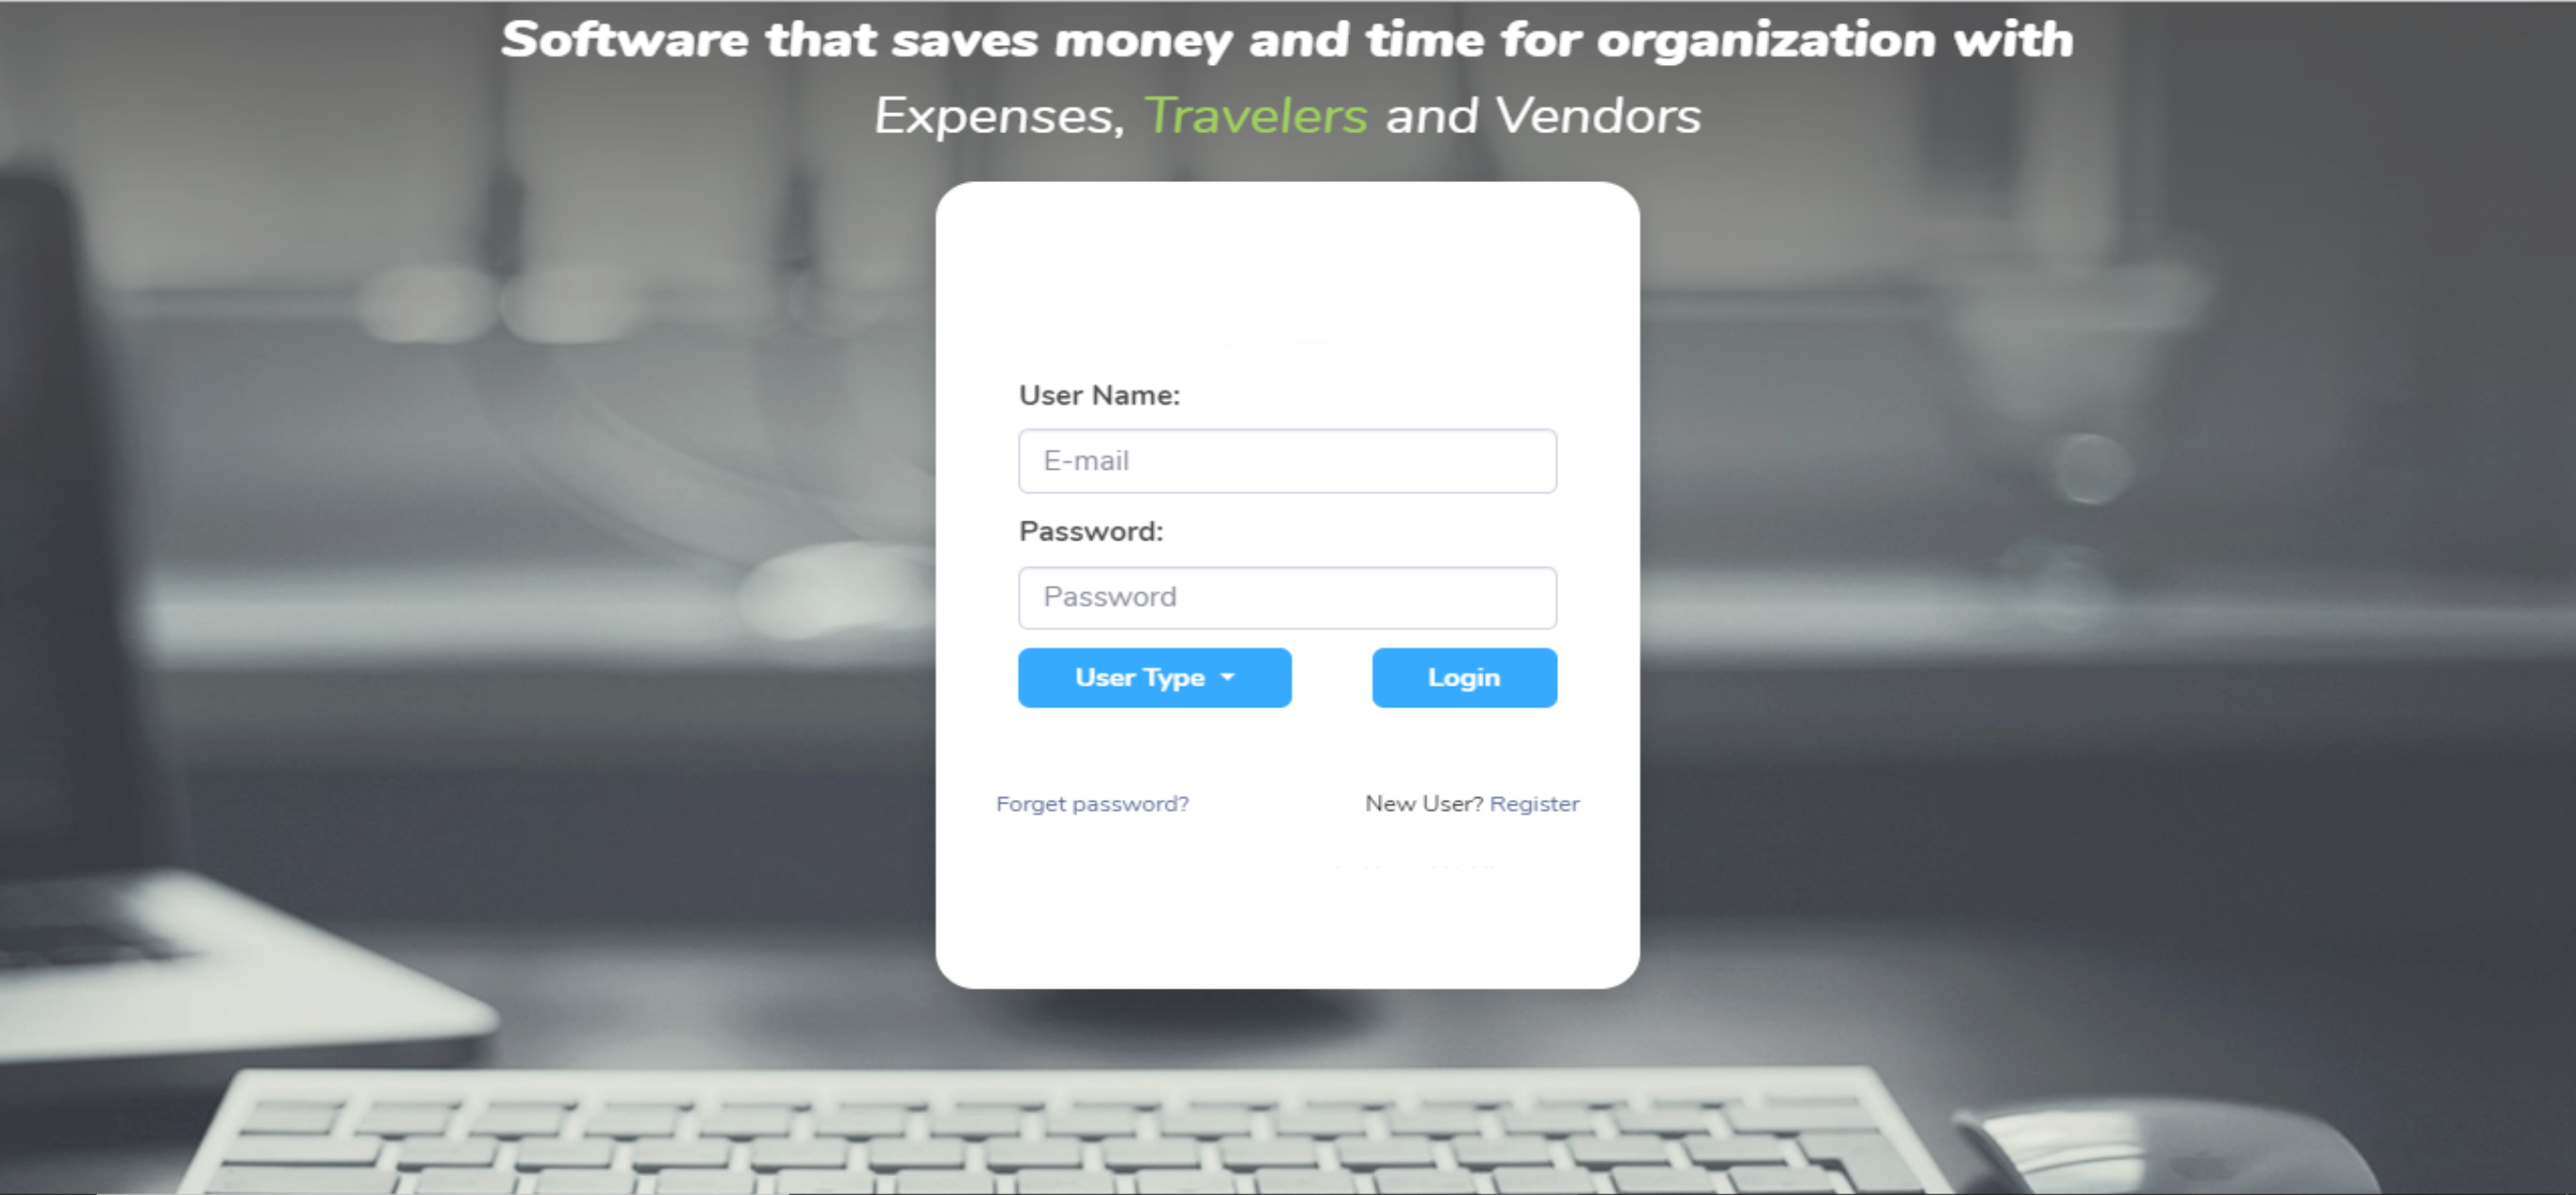 Software that saves money and time for organization with
Expenses, Travelers and Vendors
User Name:
E-mail
Password:
Password
User Type
Login
Forget password?
New User? Register